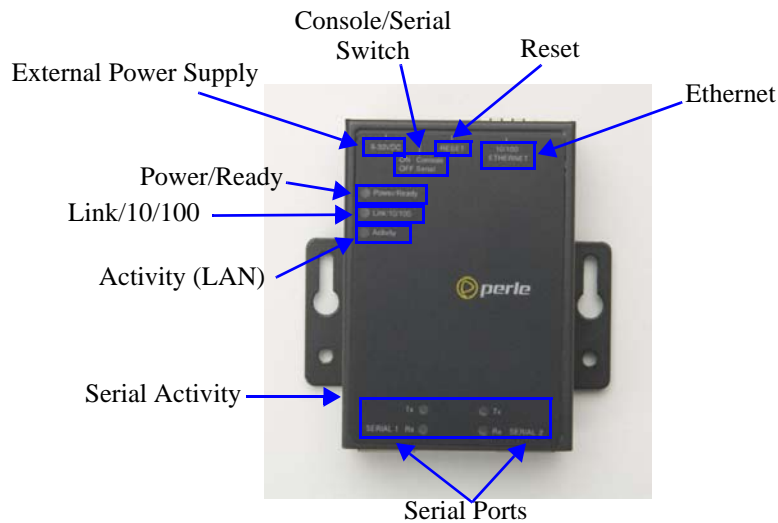 Console/Serial
Switch
Reset
External Power Supply
Ethernet
9-30VDC
RESET
10/100
ETHERNET
ON Console
OFF Serial
Power/Ready
Power/Ready
Link/10/100
Link/10/100
Activity
Activity (LAN)
perle
Serial Activity
Tx
Tx
SERIAL 1 Rx
Rx SERIAL 2
Serial Ports